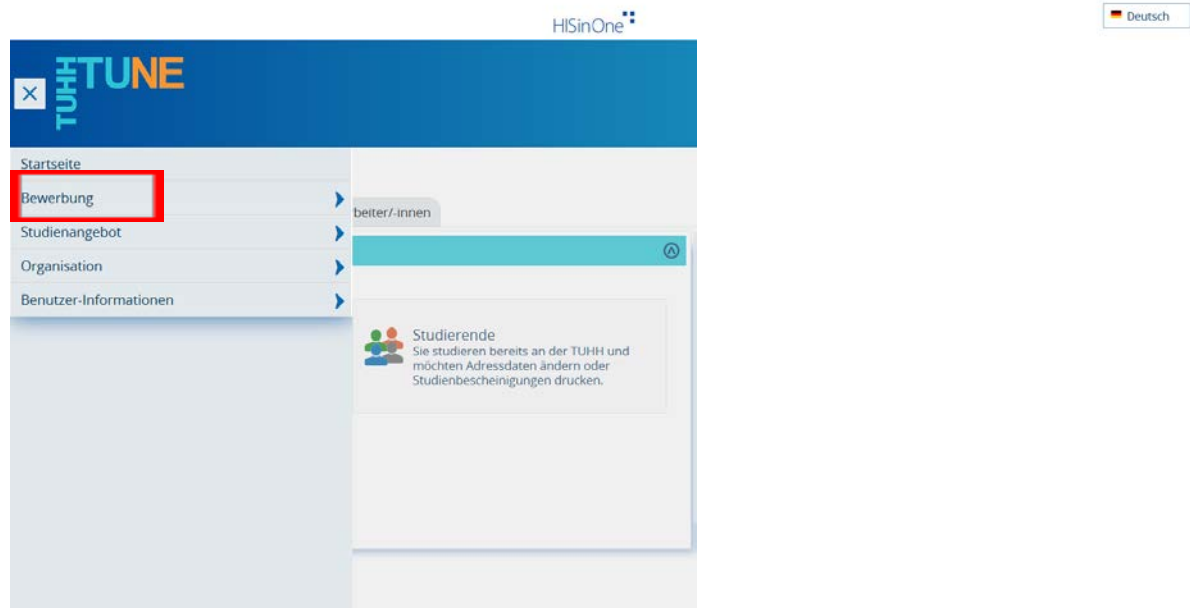 HISinOne
Deutsch
TUHH
TUNE
Startseite
Bewerbung
beiter/-innen
Studienangebot
Organisation
Benutzer-Informationen
Studierende
Sie studieren bereits an der TUHH und
möchten Adressdaten ändern oder
Studienbescheinigungen drucken.